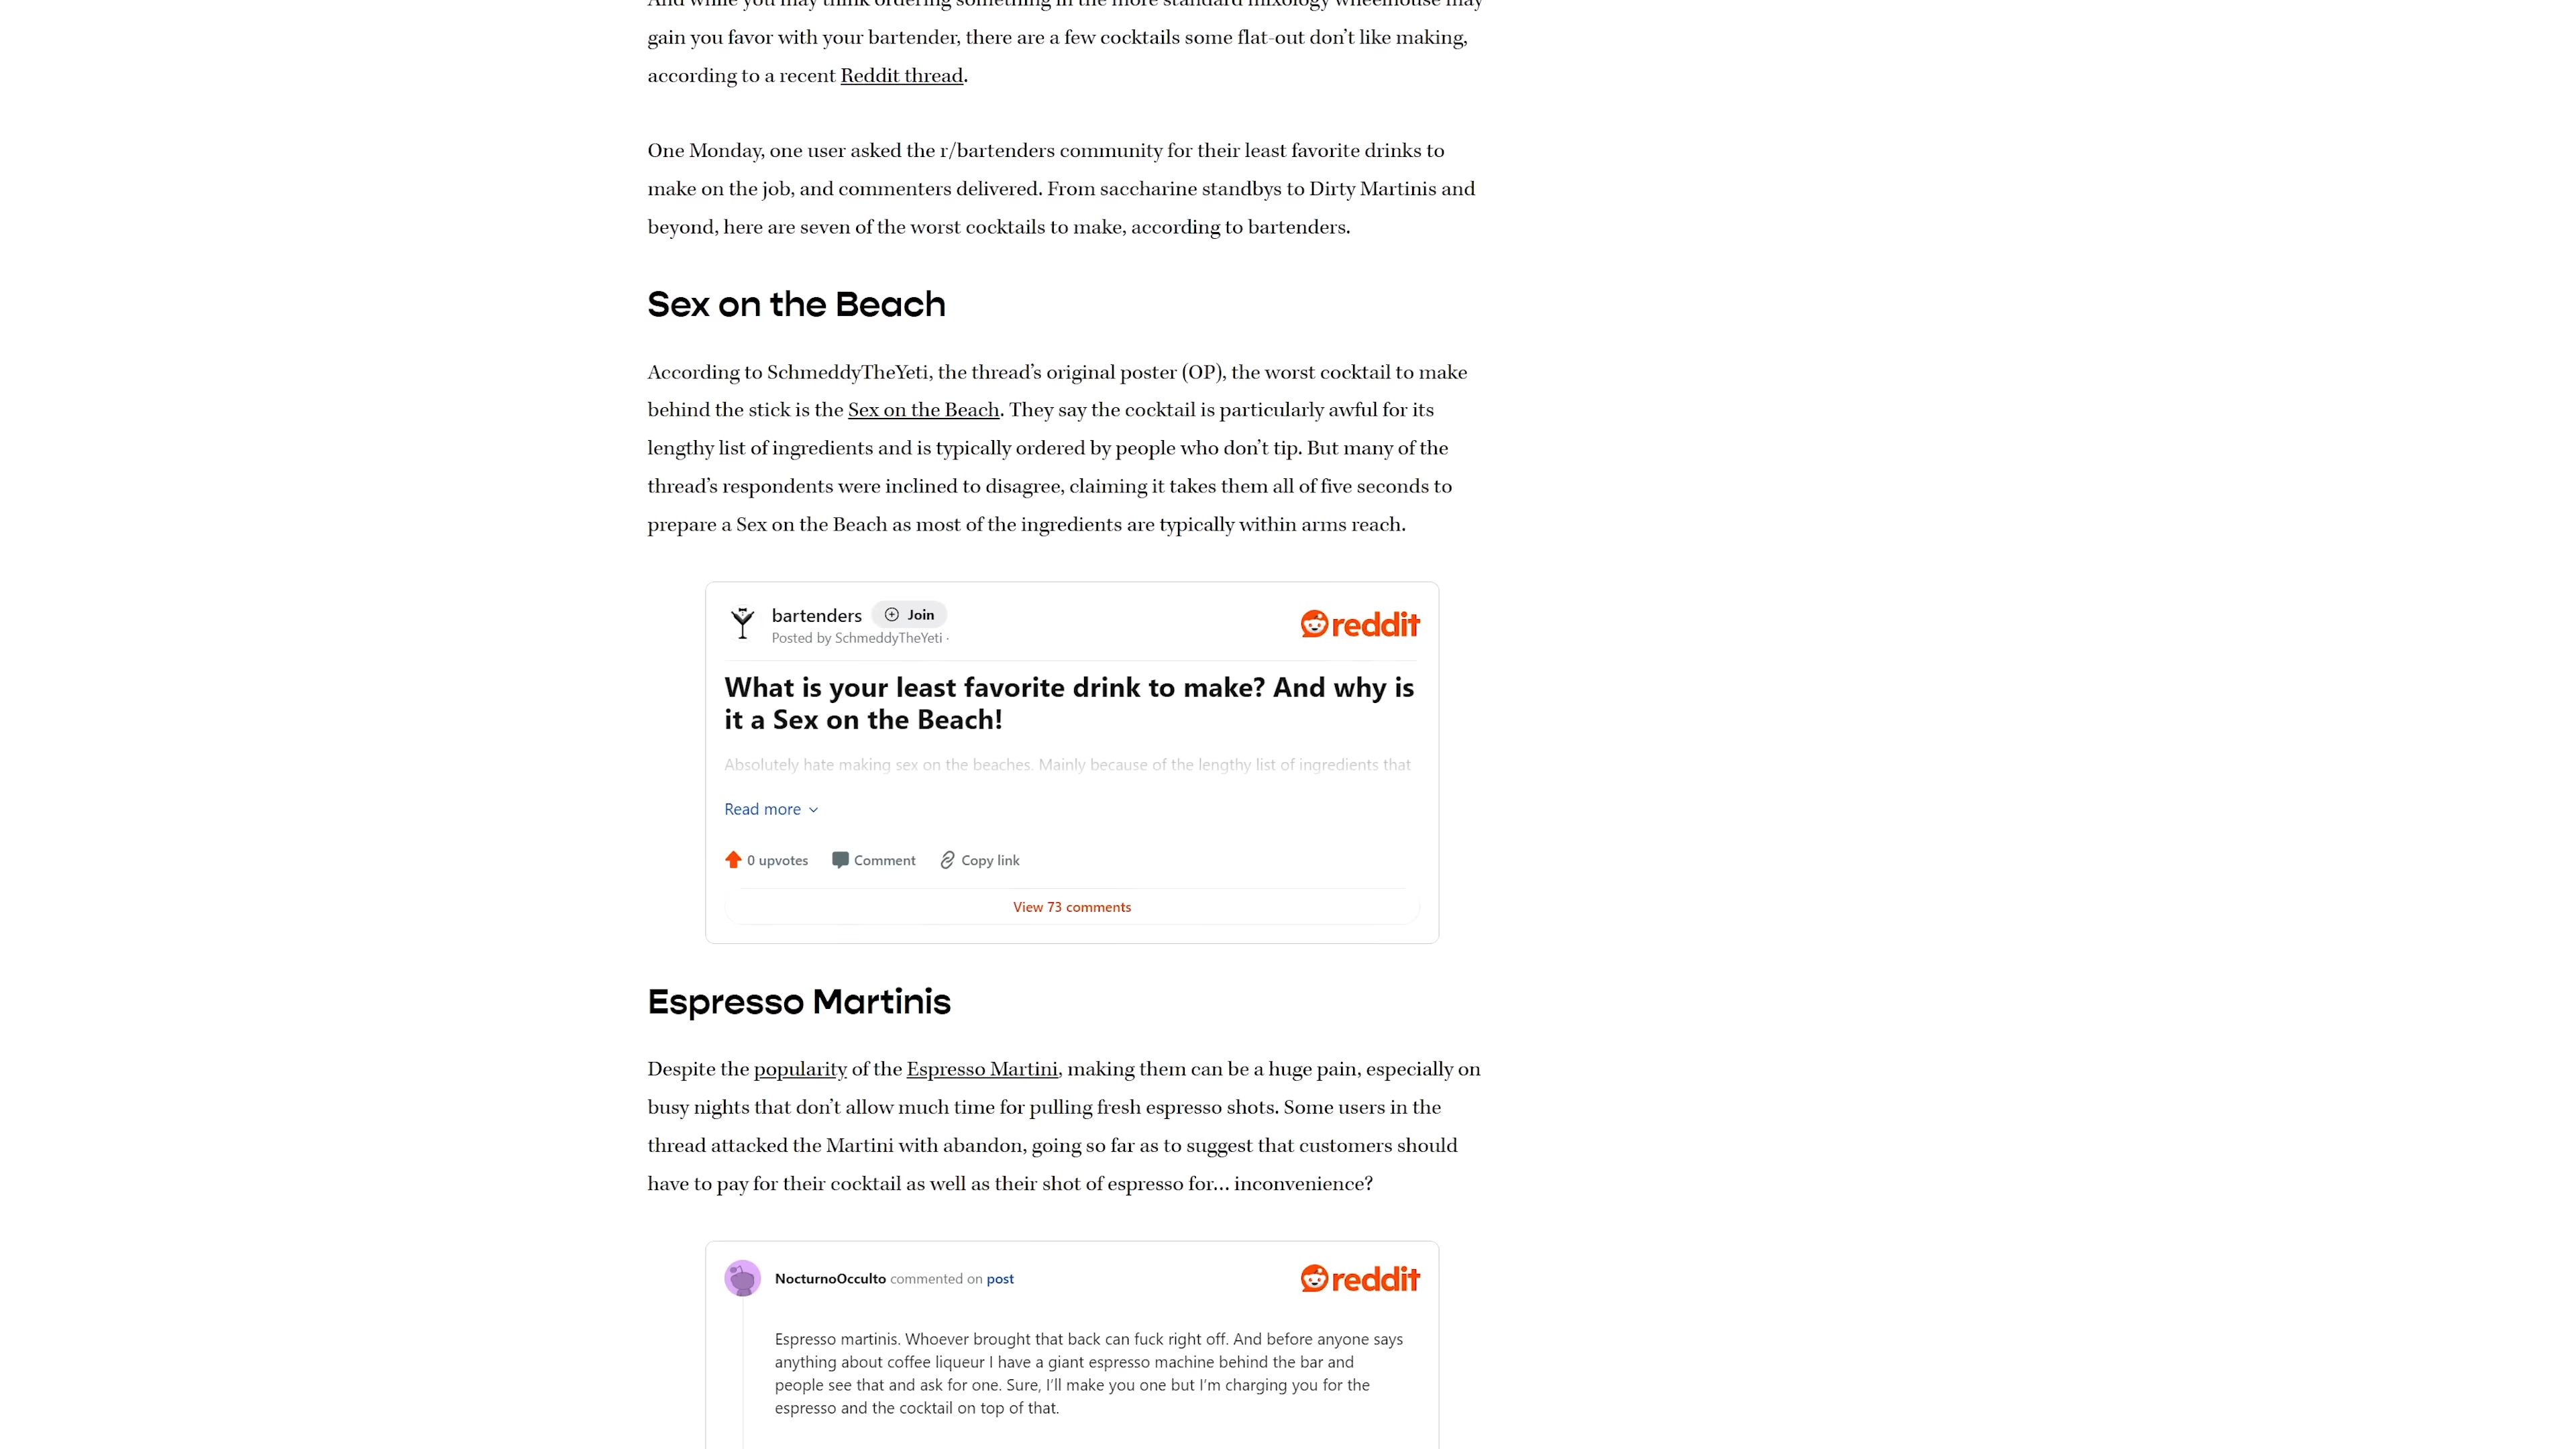 And while you may think ordering something in the more standard mixology wheelhouse may
gain you favor with your bartender, there are a few cocktails some flat-out don’t like making,
according to a recent Reddit thread.
One Monday, one user asked the r/bartenders community for their least favorite drinks to
make on the job, and commenters delivered. From saccharine standbys to Dirty Martinis and
beyond, here are seven of the worst cocktails to make, according to bartenders.
Sex on the Beach
According to SchmeddyTheYeti, the thread’s original poster (OP), the worst cocktail to make
behind the stick is the Sex on the Beach. They say the cocktail is particularly awful for its
lengthy list of ingredients and is typically ordered by people who don’t tip. But many of the
thread’s respondents were inclined to disagree, claiming it takes them all of five seconds to
prepare a Sex on the Beach as most of the ingredients are typically within arms reach.
bartenders Join
reddit
Posted by SchmeddyTheYeti ·
What is your least favorite drink to make? And why is
it a Sex on the Beach!
Absolutely hate making sex on the beaches. Mainly because of the lengthy list of ingredients that
Read more
0 upvotes Comment Copy link
View 73 comments
Espresso Martinis
Despite the popularity of the Espresso Martini, making them can be a huge pain, especially on
busy nights that don’t allow much time for pulling fresh espresso shots. Some users in the
thread attacked the Martini with abandon, going so far as to suggest that customers should
have to pay for their cocktail as well as their shot of espresso for… inconvenience?
NocturnoOcculto commented on post
reddit
Espresso martinis. Whoever brought that back can fuck right off. And before anyone says
anything about coffee liqueur I have a giant espresso machine behind the bar and
people see that and ask for one. Sure, I’ll make you one but I’m charging you for the
espresso and the cocktail on top of that.